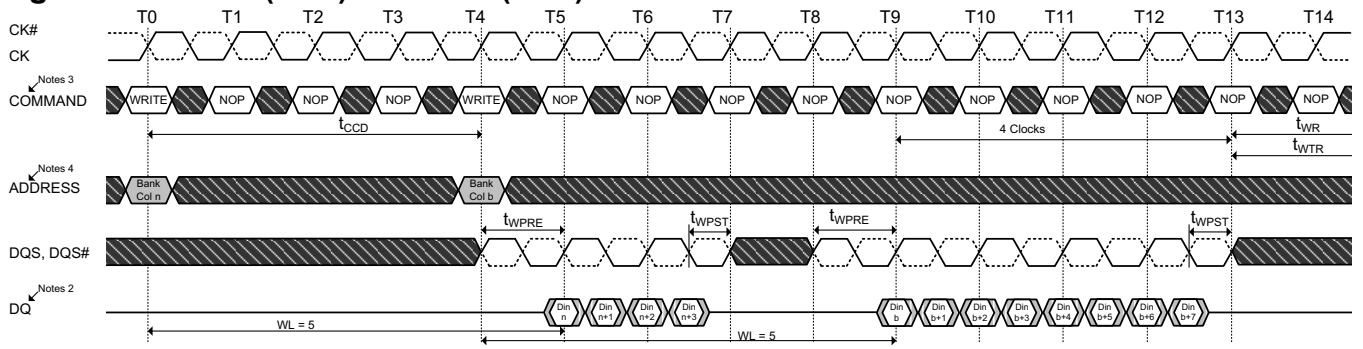 T0 T1 T2 T3 T4 T5 T6 T7 T8 T9 T10 T11 T12 T13 T14
CK#
CK
Notes 3
COMMAND
WRITE NOP NOP NOP WRITE NOP NOP NOP NOP NOP NOP NOP NOP NOP NOP
tCCD
4 Clocks
tWR
tWTR
Notes 4
ADDRESS
Bank
Col n
Bank
Col b
tWPRE
tWPST
tWPRE
tWPST
DQS, DQS#
Notes 2
DQ
Din
n
Din
n+1
Din
n+2
Din
n+3
Din
b
Din
b+1
Din
b+2
Din
b+3
Din
b+4
Din
b+5
Din
b+6
Din
b+7
WL = 5
WL = 5